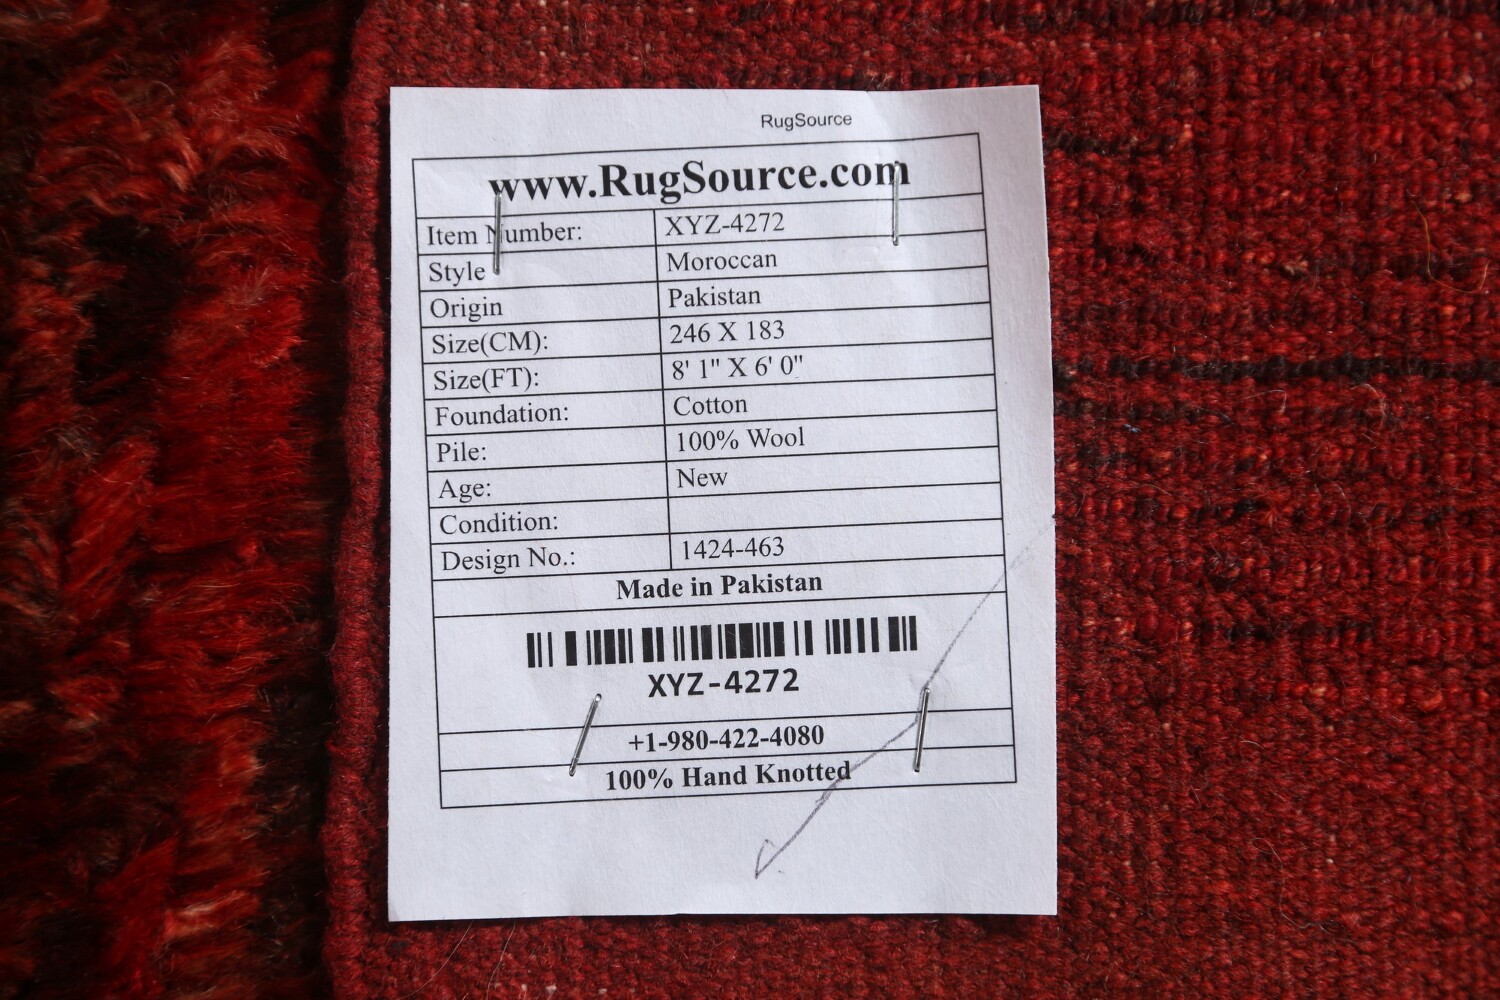 RugSource
www.RugSource.com
Item Number: XYZ-4272
Style Moroccan
Origin Pakistan
Size(CM): 246 X 183
Size(FT): 8' 1" X 6' 0"
Foundation: Cotton
Pile: 100% Wool
Age: New
Condition:
Design No.: 1424-463
Made in Pakistan
XYZ-4272
+1-980-422-4080
100% Hand Knotted